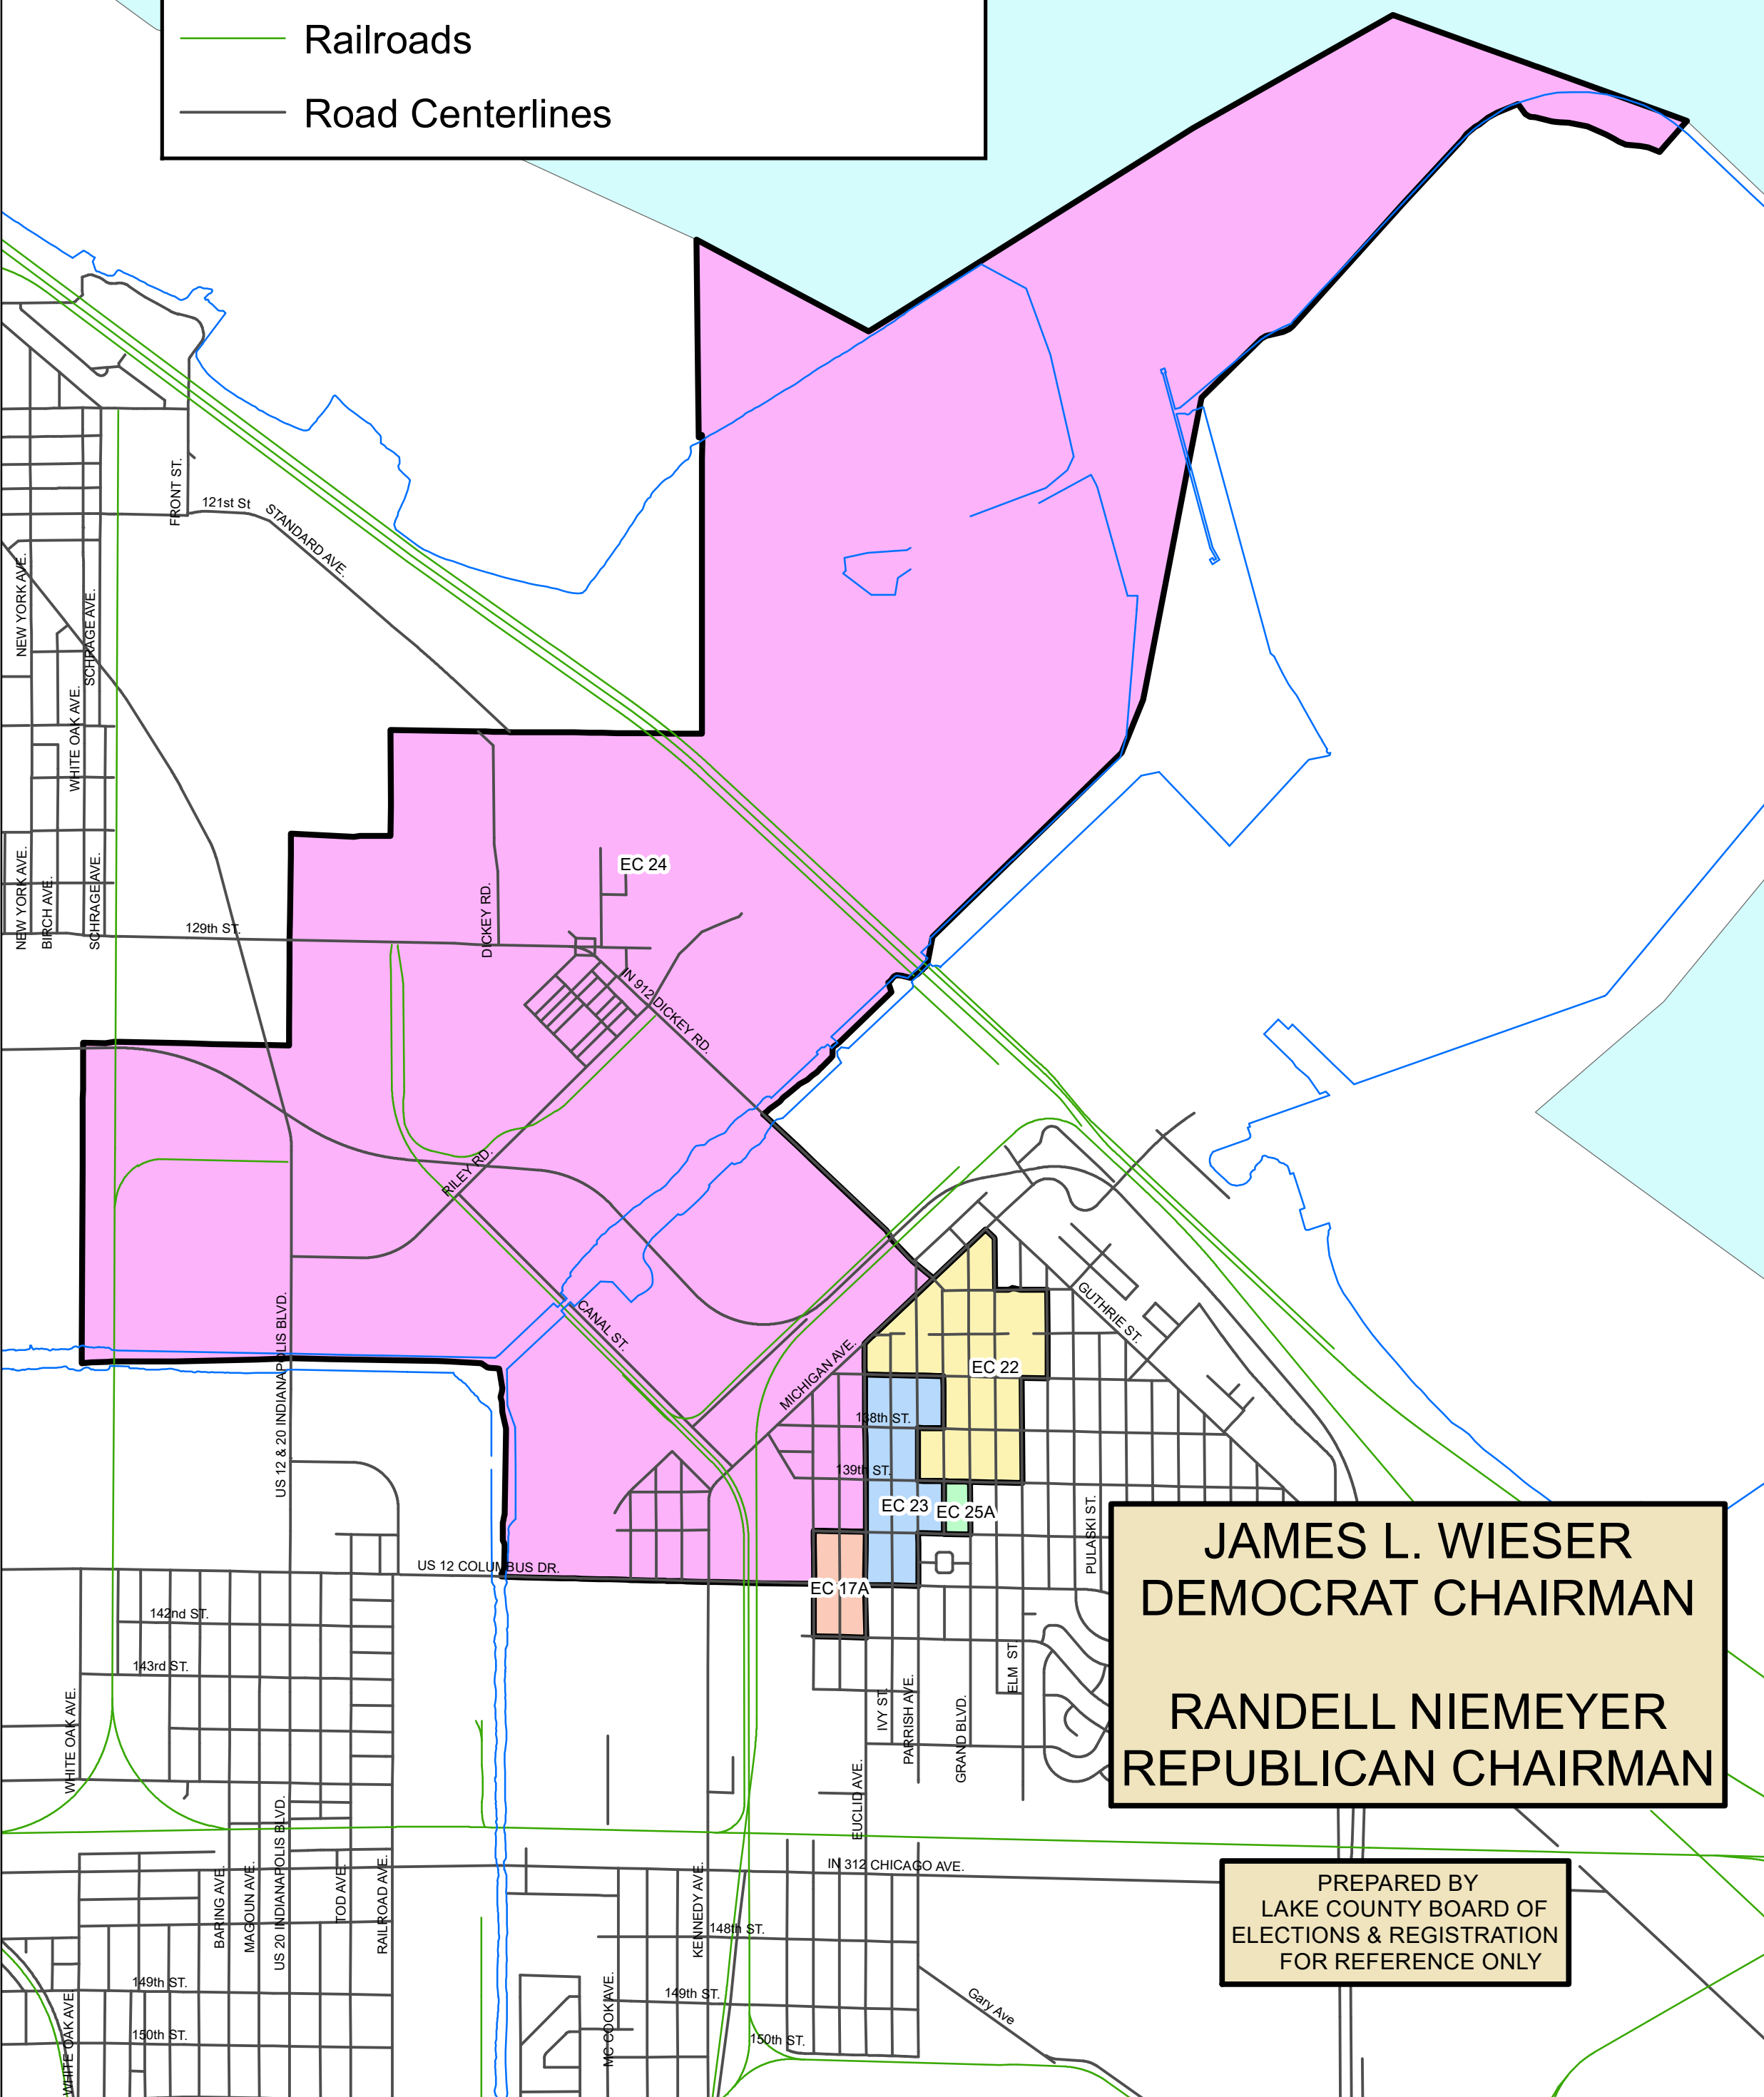 Railroads
Road Centerlines
FRONT ST.
121st St
STANDARD AVE.
NEW YORK AVE.
SCHRAGE AVE.
WHITE OAK AVE.
EC 24
NEW YORK AVE.
BIRCH AVE.
SCHRAGE AVE.
129th ST.
DICKEY RD.
IN 912 DICKEY RD.
RILEY RD.
US 12 & 20 INDIANAPOLIS BLVD.
CANAL ST.
GUTHRIE ST.
MICHIGAN AVE.
EC 22
138th ST.
139th ST.
EC 23
EC 25A
PULASKI ST.
US 12 COLUMBUS DR.
EC 17A
JAMES L. WIESER
DEMOCRAT CHAIRMAN
RANDELL NIEMEYER
REPUBLICAN CHAIRMAN
142nd ST.
143rd ST.
WHITE OAK AVE.
IVY ST.
PARRISH AVE.
GRAND BLVD.
ELM ST.
EUCLID AVE.
BARING AVE.
MAGOUN AVE.
US 20 INDIANAPOLIS BLVD.
TOD AVE.
RAILROAD AVE.
IN 312 CHICAGO AVE.
KENNEDY AVE.
148th ST.
PREPARED BY
LAKE COUNTY BOARD OF
ELECTIONS & REGISTRATION
FOR REFERENCE ONLY
149th ST.
149th ST.
MC COOK AVE.
Gary Ave
WHITE OAK AVE.
150th ST.
150th ST.